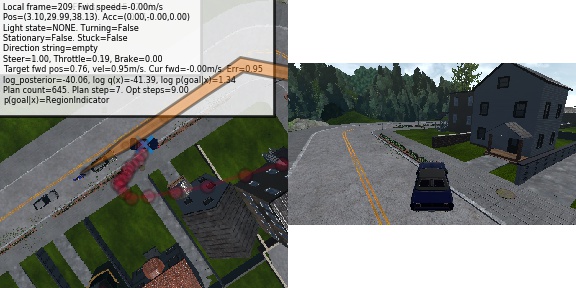 Local frame=209. Fwd speed=-0.00m/s
Pos=(3.10,29.99,38.13). Acc=(0.00,-0.00,0.00)
Light state=NONE. Turning=False
Stationary=False. Stuck=False
Direction string=empty
Steer=1.00, Throttle=0.19, Brake=0.00
Target fwd pos=0.76, vel=0.95m/s. Cur fwd=-0.00m/s. Err=0.95
log_posterior=-40.06, log q(x)=-41.39, log p(goal|x)=1.34
Plan count=645. Plan step=7. Opt steps=9.00
p(goal|x)=RegionIndicator